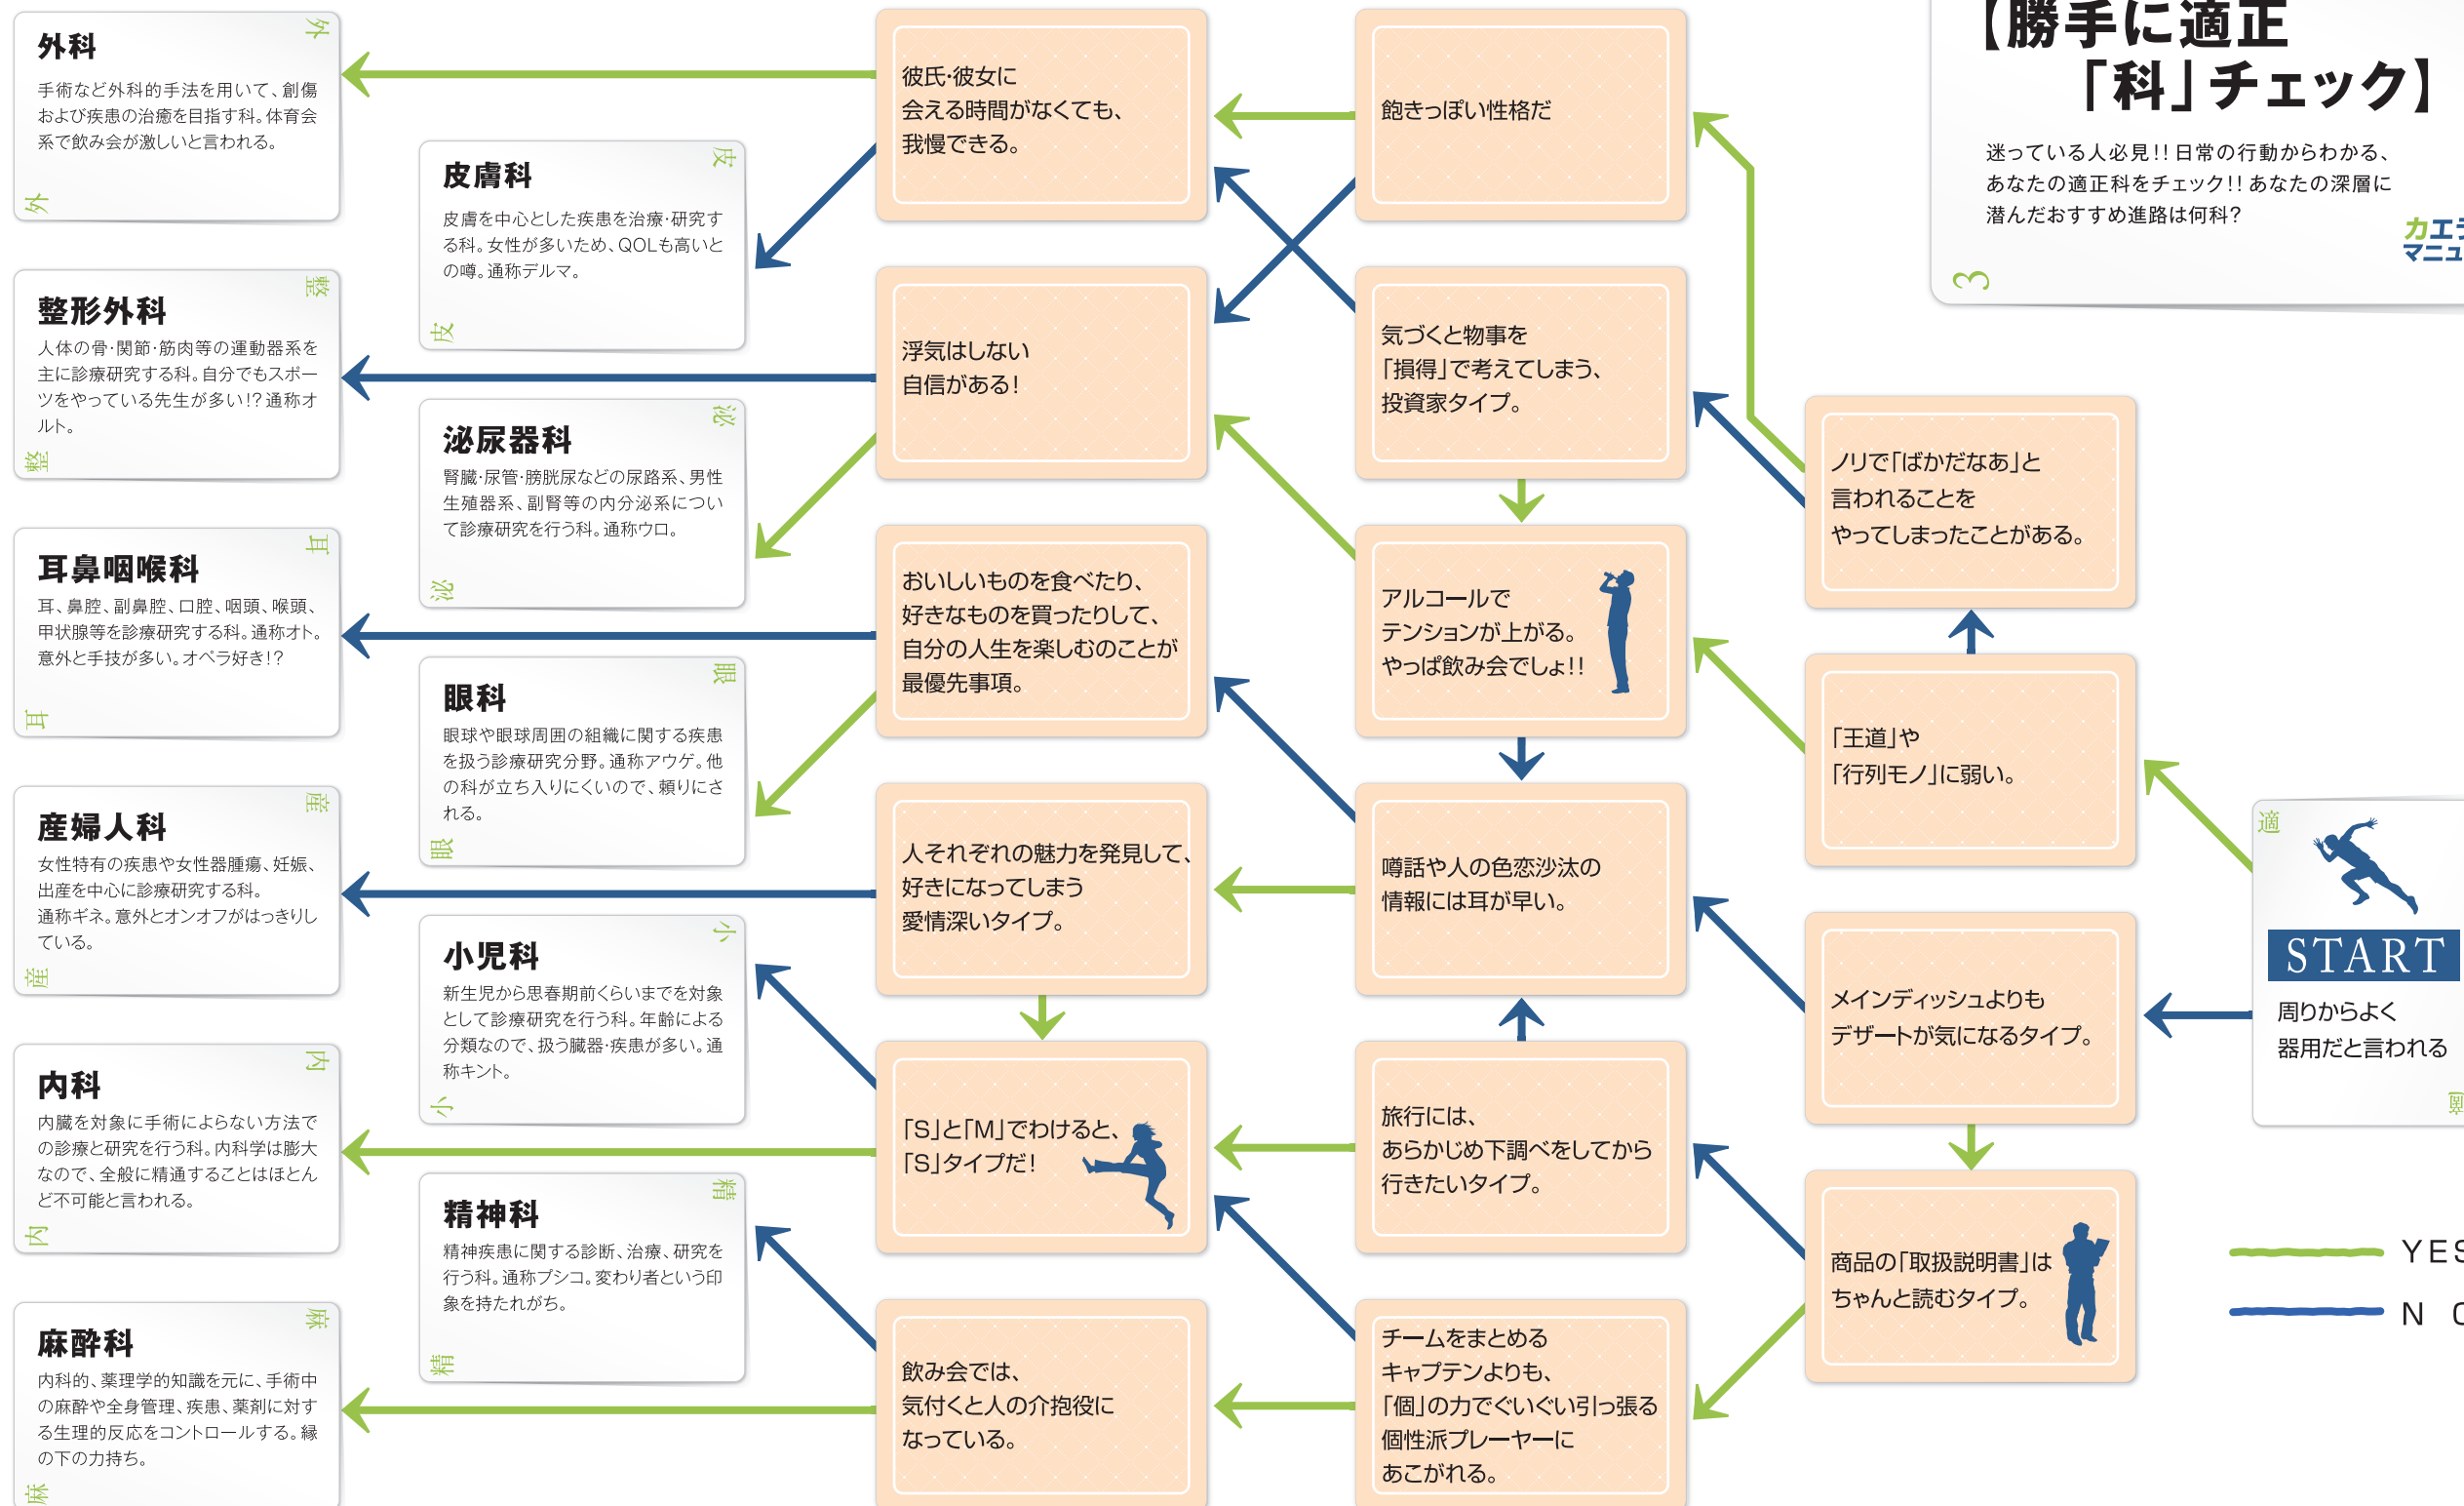 【勝手に適正
「科」チェック】
迷っている人必見!!日常の行動からわかる、
あなたの適正科をチェック!!あなたの深層に
潜んだおすすめ進路は何科?
3
適
START
周りからよく
器用だと言われる
ノリで「ばかだなあ」と
言われることを
やってしまったことがある。
「王道」や
「行列モノ」に弱い。
メインディッシュよりも
デザートが気になるタイプ。
商品の「取扱説明書」は
ちゃんと読むタイプ。
飽きっぽい性格だ
気づくと物事を
「損得」で考えてしまう、
投資家タイプ。
アルコールで
テンションが上がる。
やっぱ飲み会でしょ!!
噂話や人の色恋沙汰の
情報には耳が早い。
旅行には、
あらかじめ下調べをしてから
行きたいタイプ。
チームをまとめる
キャプテンよりも、
「個」の力でぐいぐい引っ張る
個性派プレーヤーに
あこがれる。
彼氏・彼女に
会える時間がなくても、
我慢できる。
浮気はしない
自信がある!
おいしいものを食べたり、
好きなものを買ったりして、
自分の人生を楽しむのことが
最優先事項。
人それぞれの魅力を発見して、
好きになってしまう
愛情深いタイプ。
「S」と「M」でわけると、
「S」タイプだ!
飲み会では、
気付くと人の介抱役に
なっている。
外
皮膚科
皮膚を中心とした疾患を治療・研究す
る科。女性が多いため、QOLも高いと
の噂。通称デルマ。
皮
皮
泌尿器科
腎臓・尿管・膀胱尿などの尿路系、男性
生殖器系、副腎等の内分泌系につい
て診療研究を行う科。通称ウロ。
泌
泌
眼科
眼球や眼球周囲の組織に関する疾患
を扱う診療研究分野。通称アウゲ。他
の科が立ち入りにくいので、頼りにさ
れる。
眼
眼
小児科
新生児から思春期前くらいまでを対象
として診療研究を行う科。年齢による
分類なので、扱う臓器・疾患が多い。通
称キント。
小
小
精神科
精神疾患に関する診断、治療、研究を
行う科。通称プシコ。変わり者という印
象を持たれがち。
精
精
外科
手術など外科的手法を用いて、創傷
および疾患の治癒を目指す科。体育会
系で飲み会が激しいと言われる。
外
整形外科
人体の骨・関節・筋肉等の運動器系を
主に診療研究する科。自分でもスポー
ツをやっている先生が多い!?通称オ
ルト。
整
整
耳鼻咽喉科
耳、鼻腔、副鼻腔、口腔、咽頭、喉頭、
甲状腺等を診療研究する科。通称オト。
意外と手技が多い。オペラ好き!?
耳
耳
産婦人科
女性特有の疾患や女性器腫瘍、妊娠、
出産を中心に診療研究する科。
通称ギネ。意外とオンオフがはっきりし
ている。
産
産
内科
内臓を対象に手術によらない方法で
の診療と研究を行う科。内科学は膨大
なので、全般に精通することはほとん
ど不可能と言われる。
内
内
麻酔科
内科的、薬理学的知識を元に、手術中
の麻酔や全身管理、疾患、薬剤に対す
る生理的反応をコントロールする。縁
の下の力持ち。
麻
麻